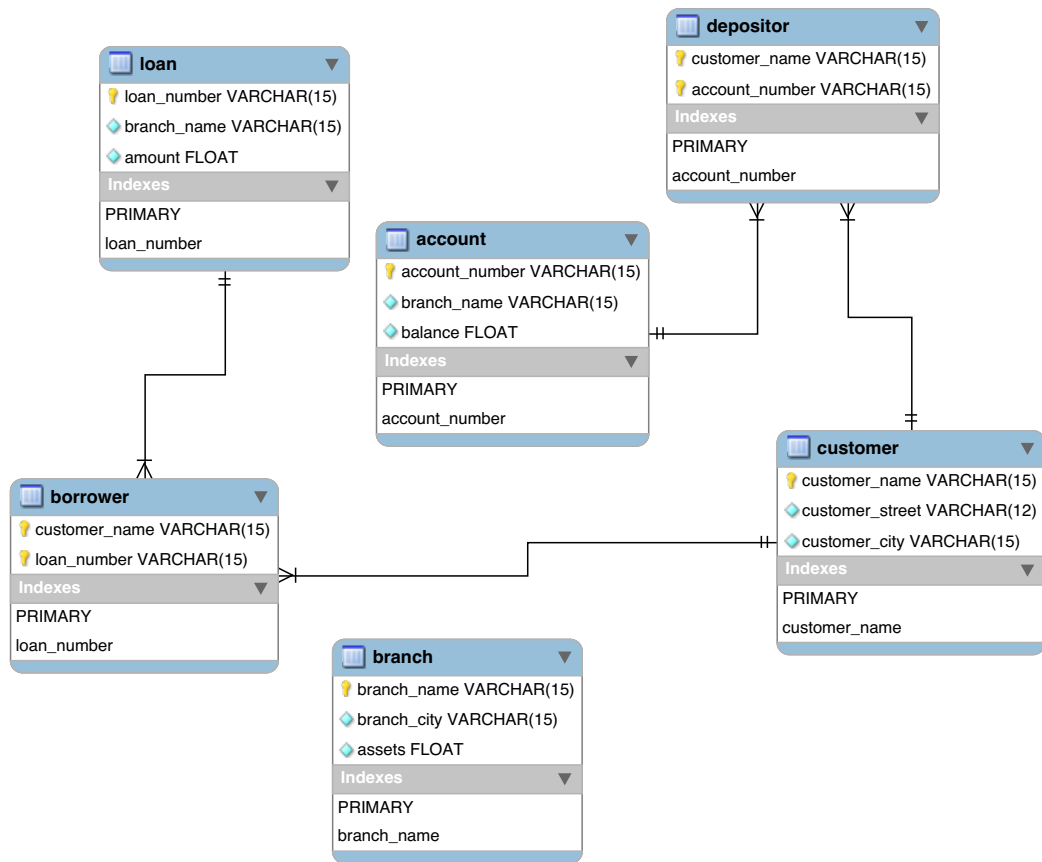 depositor
customer_name VARCHAR(15)
account_number VARCHAR(15)
Indexes
PRIMARY
account_number
loan
loan_number VARCHAR(15)
branch_name VARCHAR(15)
amount FLOAT
Indexes
PRIMARY
loan_number
account
account_number VARCHAR(15)
branch_name VARCHAR(15)
balance FLOAT
Indexes
PRIMARY
account_number
customer
customer_name VARCHAR(15)
customer_street VARCHAR(12)
customer_city VARCHAR(15)
Indexes
PRIMARY
customer_name
borrower
customer_name VARCHAR(15)
loan_number VARCHAR(15)
Indexes
PRIMARY
loan_number
branch
branch_name VARCHAR(15)
branch_city VARCHAR(15)
assets FLOAT
Indexes
PRIMARY
branch_name